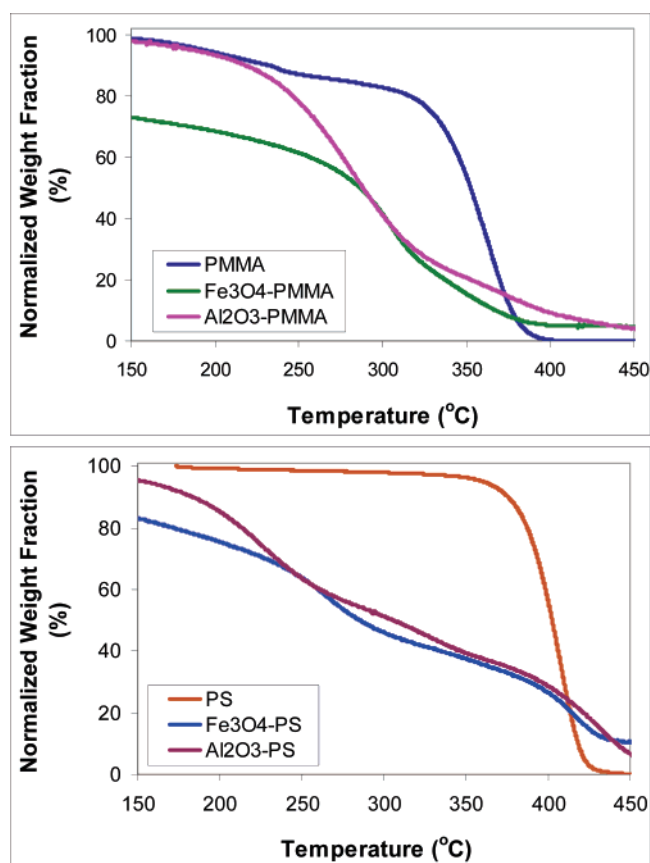 100
80
60
40
20
0
Normalized Weight Fraction
(%)
PMMA
Fe3O4-PMMA
Al2O3-PMMA
150 200 250 300 350 400 450
Temperature (°C)
100
80
60
40
20
0
Normalized Weight Fraction
(%)
PS
Fe3O4-PS
Al2O3-PS
150 200 250 300 350 400 450
Temperature (°C)